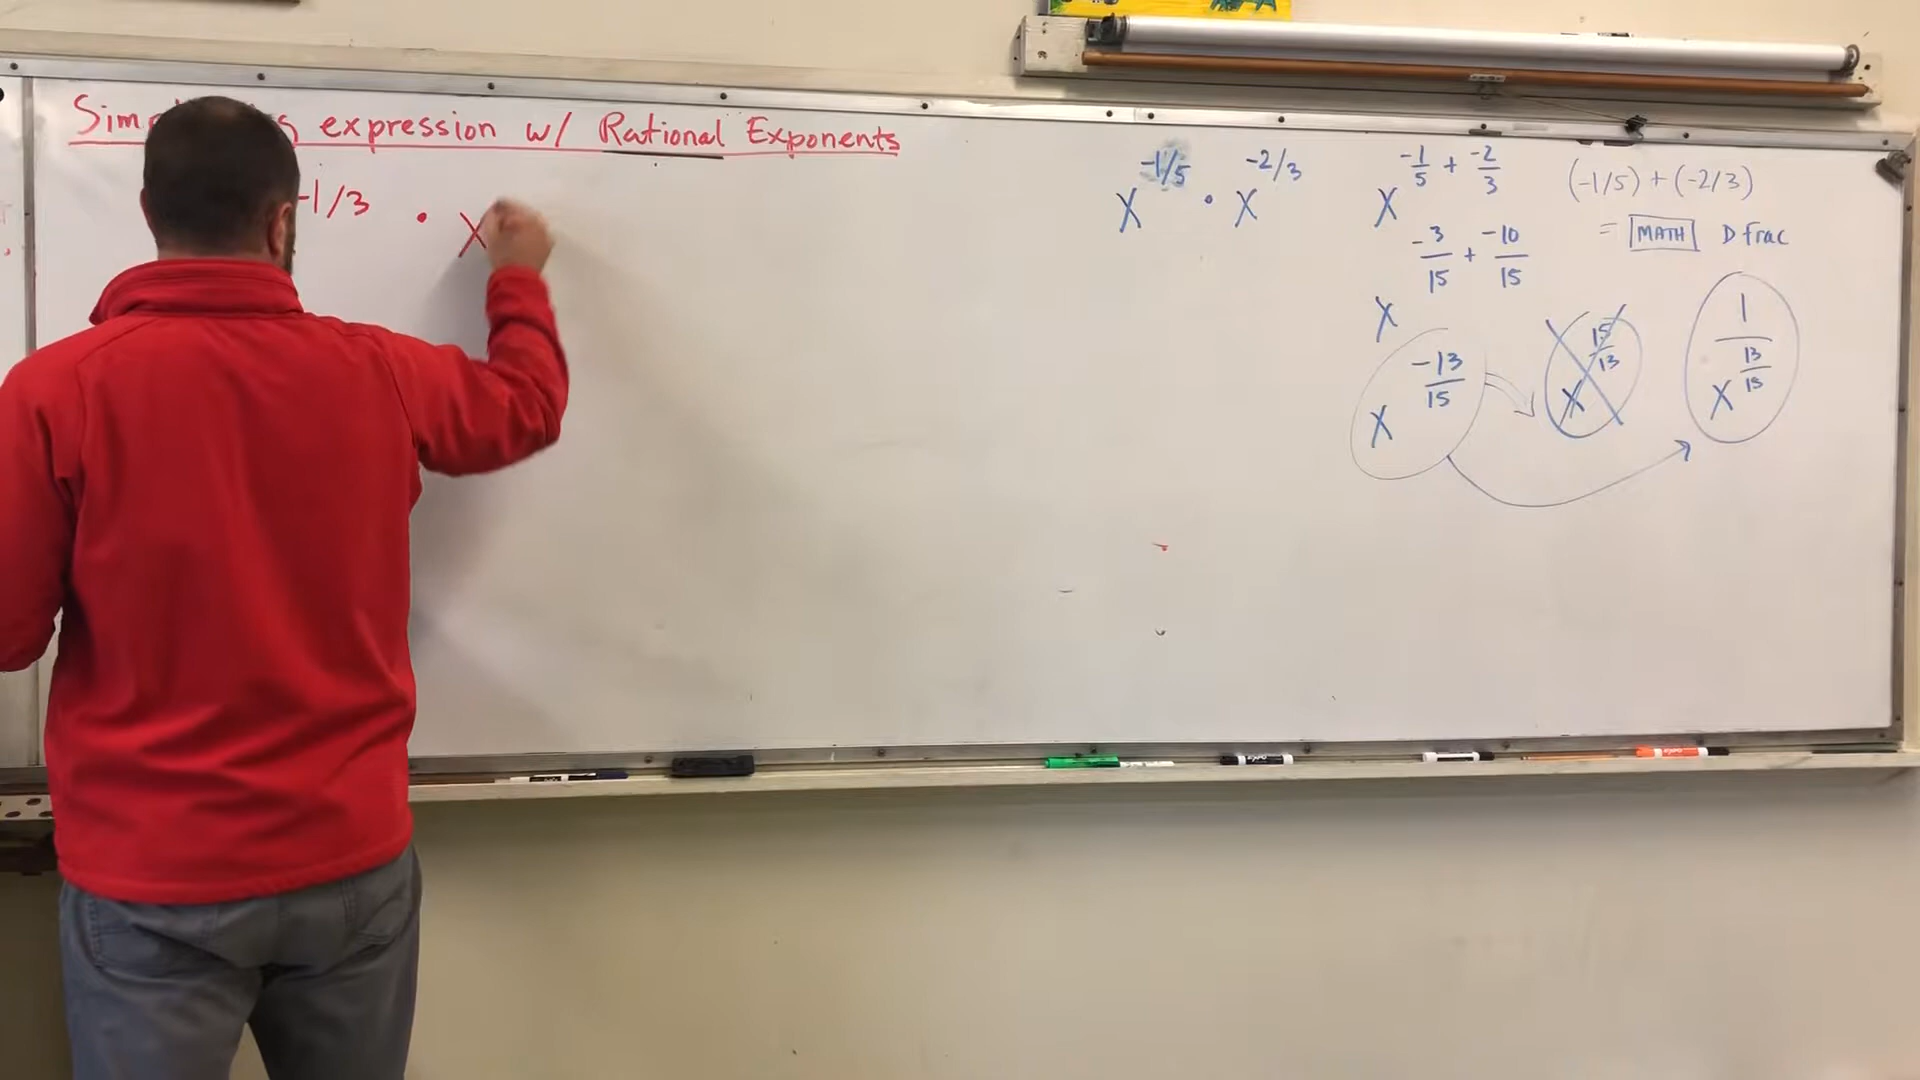 expression w/ Rational Exponents
-1/3 · x
x^-1/5 · x^-2/3
x^-1/5 + -2/3
x^-3/15 + -10/15
x^-13/15
(-1/5) + (-2/3)
= MATH D frac
x^15/13
1/x^13/15